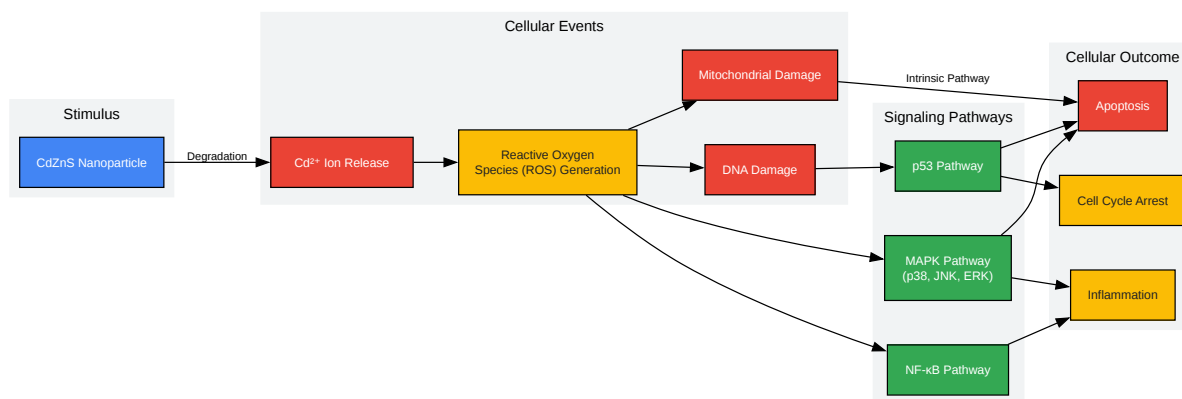 Cellular Events
Cellular Outcome
Stimulus
Signaling Pathways
CdZnS Nanoparticle
Degradation
Cd²⁺ Ion Release
Reactive Oxygen
Species (ROS) Generation
Mitochondrial Damage
Intrinsic Pathway
DNA Damage
p53 Pathway
MAPK Pathway
(p38, JNK, ERK)
NF-κB Pathway
Apoptosis
Cell Cycle Arrest
Inflammation